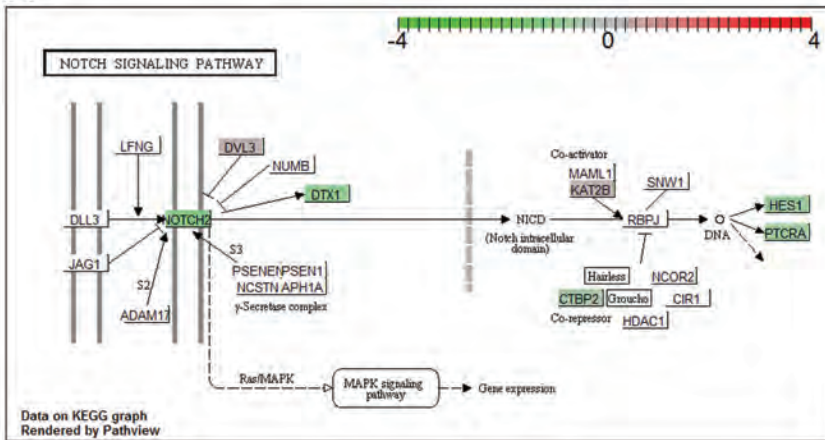 -4 0 4
NOTCH SIGNALING PATHWAY
LFNG
DVL3
NUMB
DTX1
DLL3
NOTCH2
JAG1
S2
ADAM17
S3
PSENEN PSEN1
NCSTN APH1A
γ-Secretase complex
NICD
(Notch intracellular
domain)
Co-activator
MAML1
KAT2B
SNW1
RBPJ
DNA
HES1
PTCRA
Hairless
NCOR2
CTBP2
Groucho
CIR1
Co-repressor
HDAC1
Ras/MAPK
MAPK signaling
pathway
Gene expression
Data on KEGG graph
Rendered by Pathview